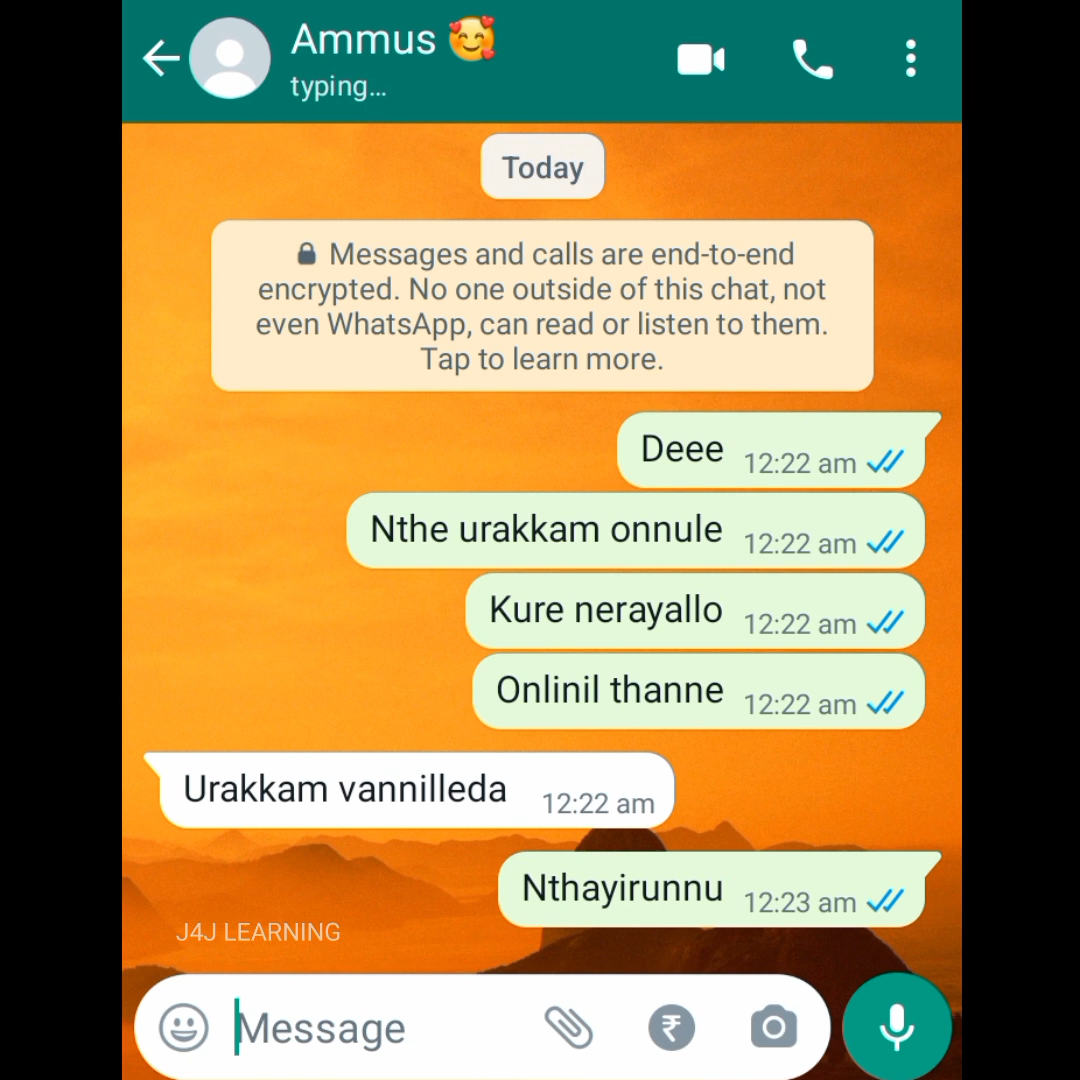 Ammus 🥰
typing...
Today
Messages and calls are end-to-end
encrypted. No one outside of this chat, not
even WhatsApp, can read or listen to them.
Tap to learn more.
Deee 12:22 am
Nthe urakkam onnule 12:22 am
Kure nerayallo 12:22 am
Onlinil thanne 12:22 am
Urakkam vannilleda 12:22 am
Nthayirunnu 12:23 am
J4J LEARNING
Message